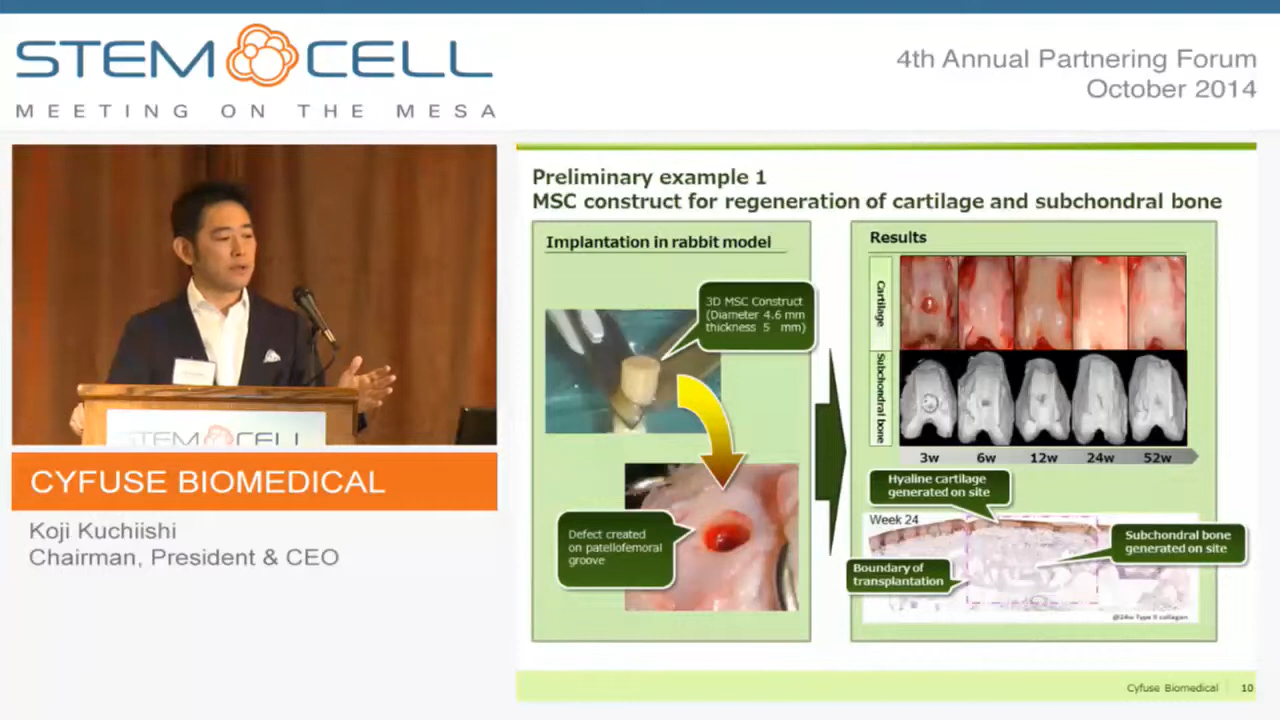 STEM CELL
MEETING ON THE MESA
4th Annual Partnering Forum
October 2014
STEM CELL
CYFUSE BIOMEDICAL
Koji Kuchiishi
Chairman, President & CEO
Preliminary example 1
MSC construct for regeneration of cartilage and subchondral bone
Implantation in rabbit model
3D MSC Construct
(Diameter 4.6 mm
thickness 5 mm)
Defect created
on patellofemoral
groove
Results
Cartilage
Subchondral bone
3w 6w 12w 24w 52w
Hyaline cartilage
generated on site
Week 24
Subchondral bone
generated on site
Boundary of
transplantation
@24w Type II collagen
Cyfuse Biomedical 10